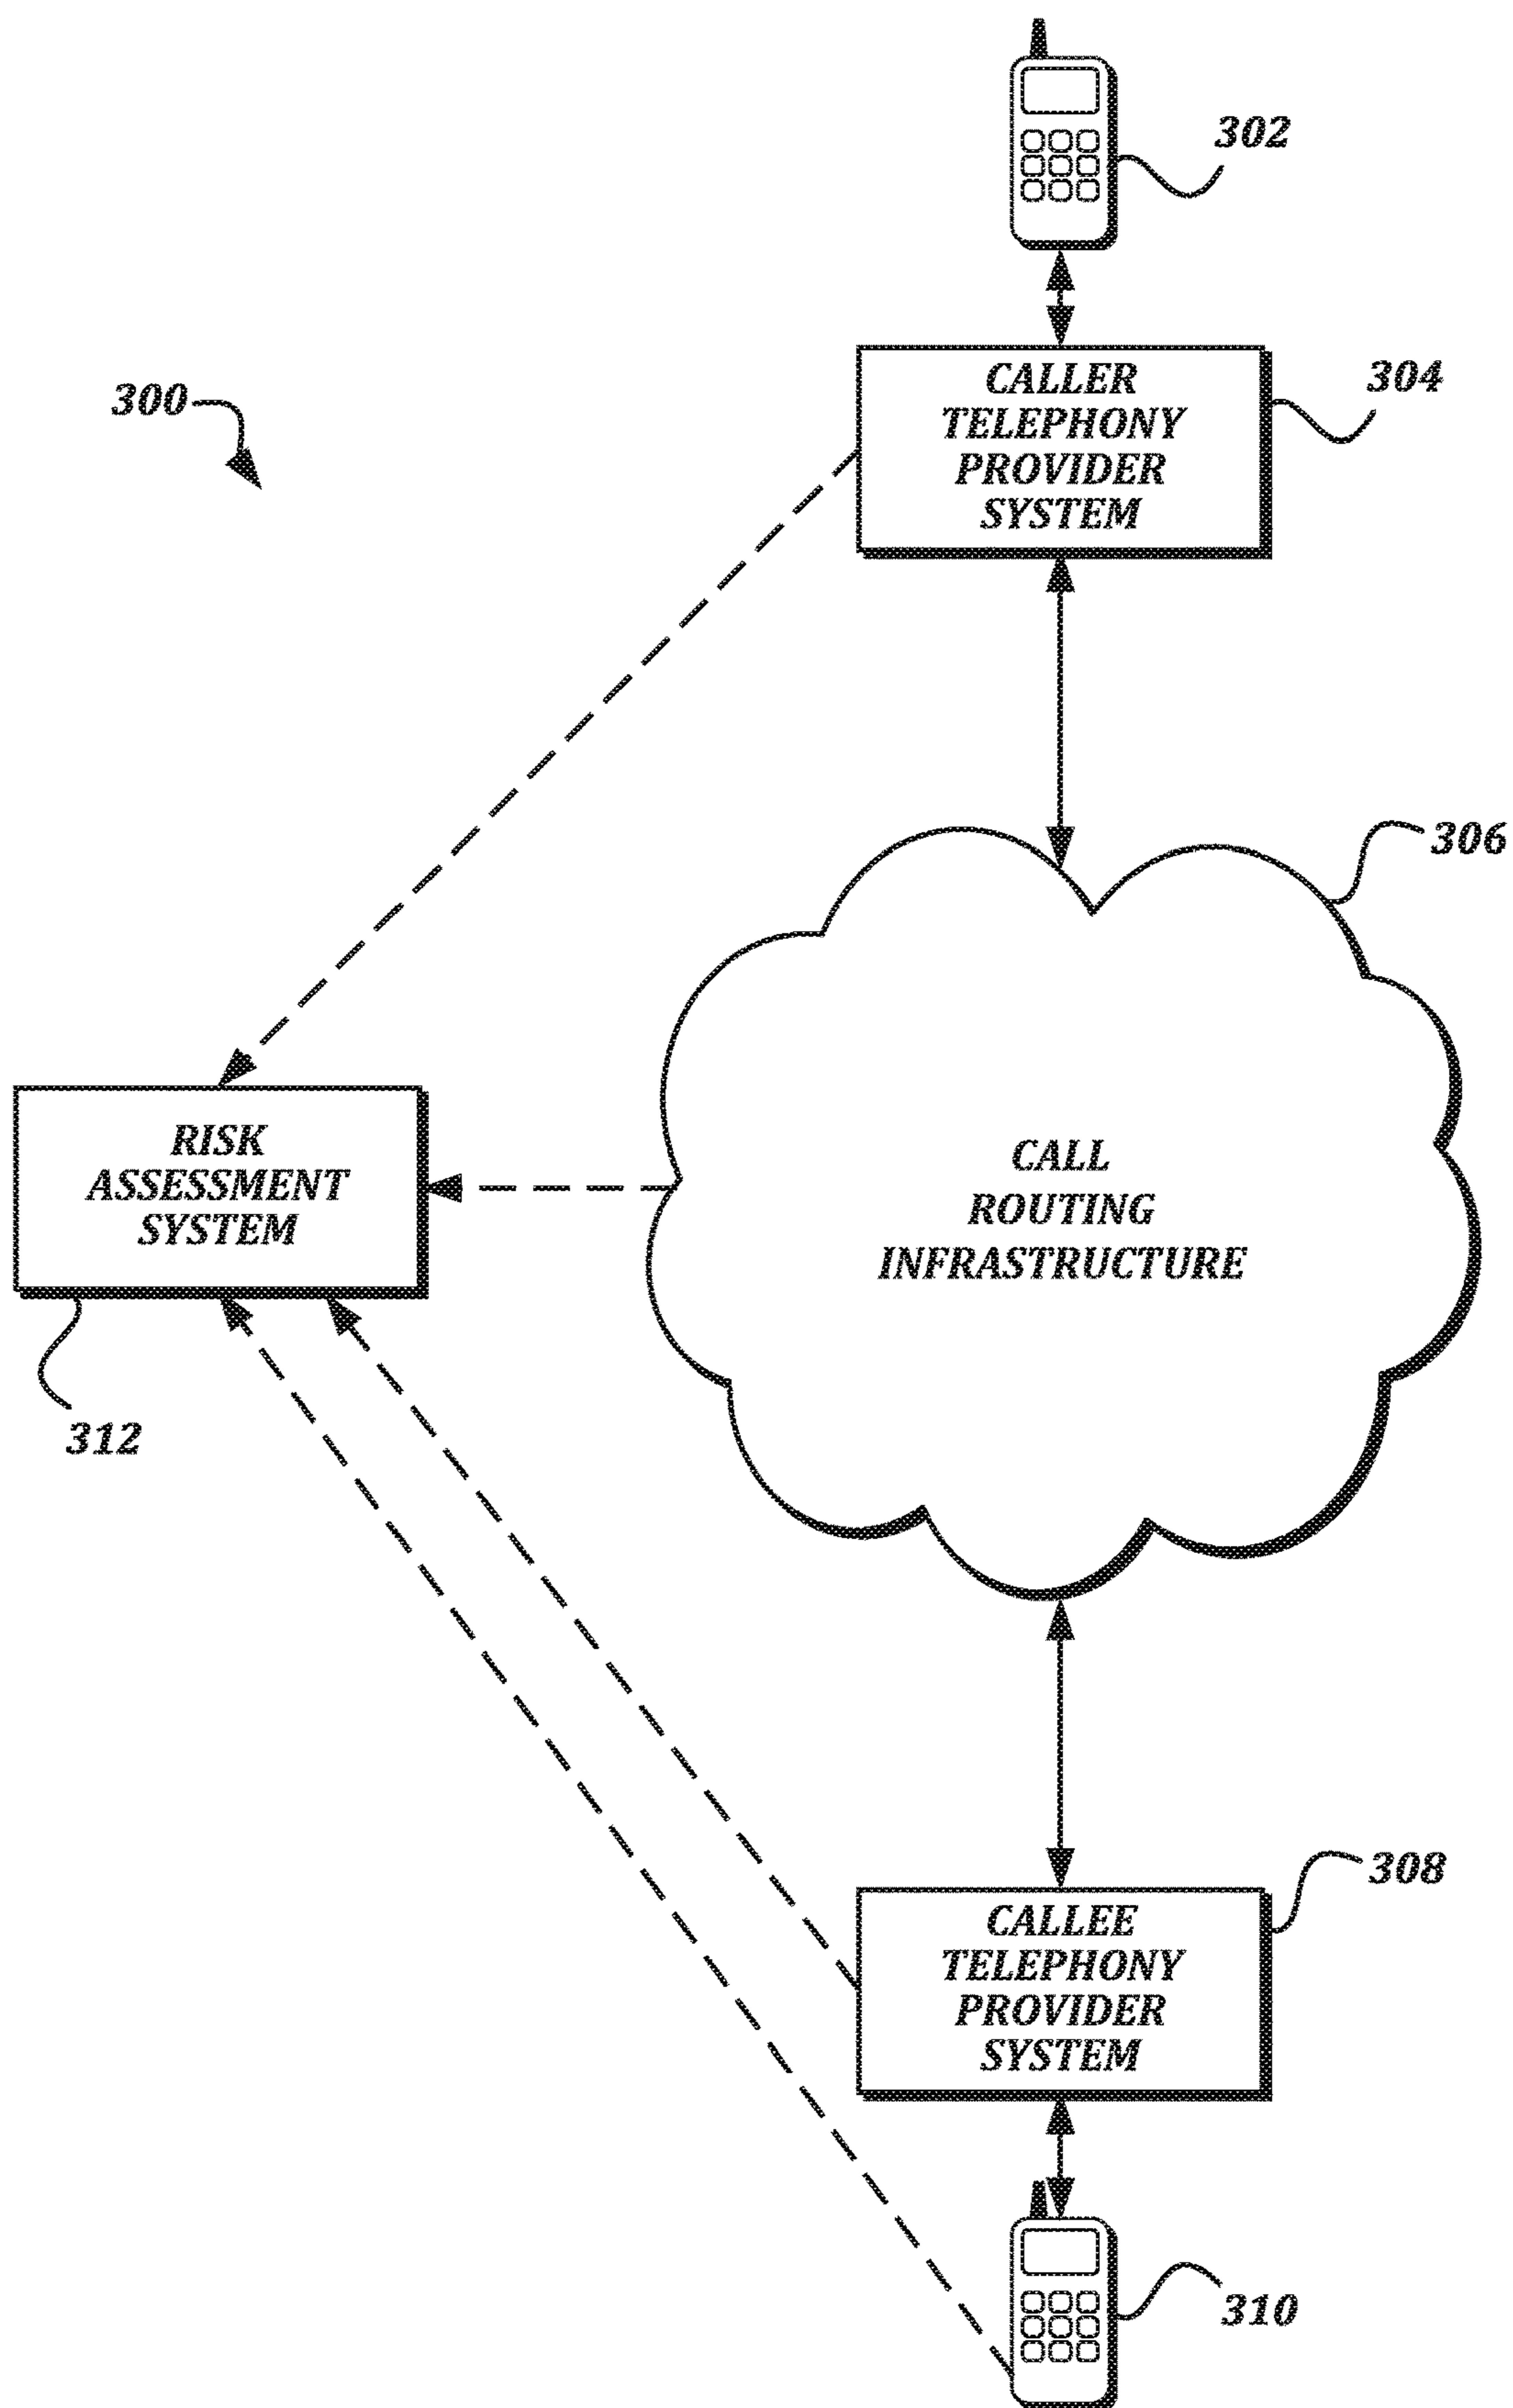 302
CALLER
TELEPHONY
PROVIDER
SYSTEM
304
300
306
RISK
ASSESSMENT
SYSTEM
CALL
ROUTING
INFRASTRUCTURE
312
308
CALLEE
TELEPHONY
PROVIDER
SYSTEM
310